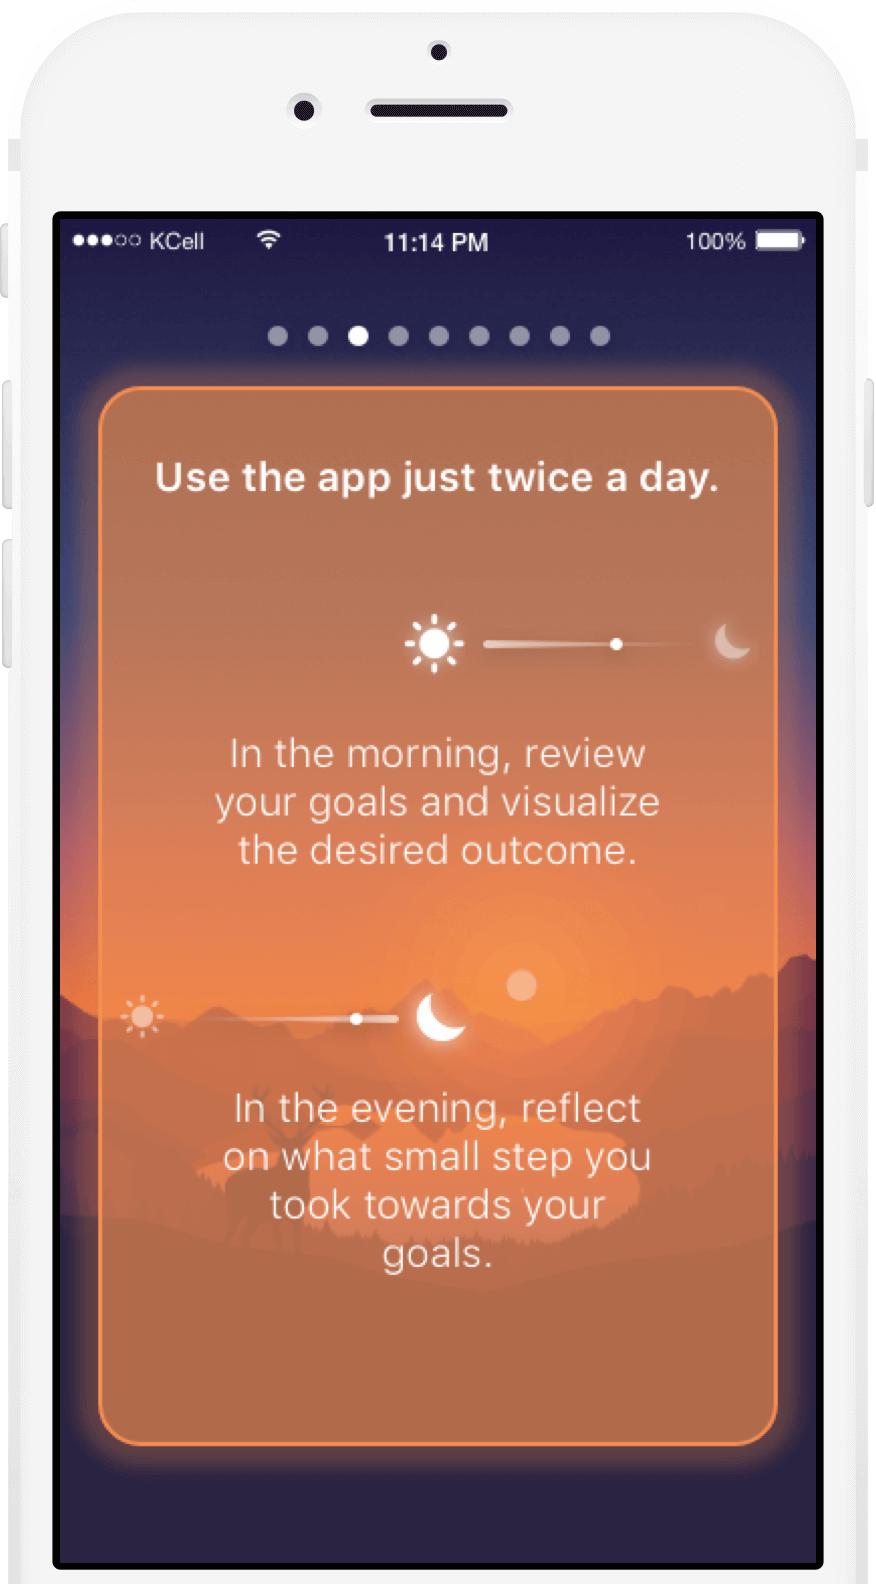 KCell 11:14 PM 100%
Use the app just twice a day.
In the morning, review
your goals and visualize
the desired outcome.
In the evening, reflect
on what small step you
took towards your
goals.